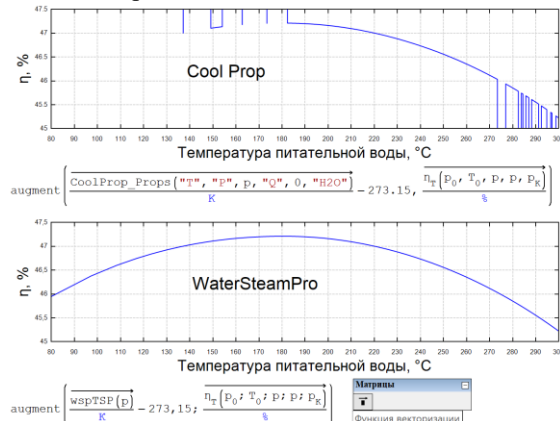 47.5
47
46.5
46
45.5
45
η, %
Cool Prop
80 90 100 110 120 130 140 150 160 170 180 190 200 210 220 230 240 250 260 270 280 290 300
Температура питательной воды, °C
augment(CoolProp_Props("T", "P", p, "Q", 0, "H2O") / К - 273.15, η_T(p_0, T_0, p, p, p_К) / %)
47,5
47
46,5
46
45,5
45
η, %
WaterSteamPro
80 90 100 110 120 130 140 150 160 170 180 190 200 210 220 230 240 250 260 270 280 290 300
Температура питательной воды, °C
augment(wspTSP(p) / К - 273,15; η_T(p_0; T_0; p; p; p_К) / %)
Матрицы
Функция векторизации